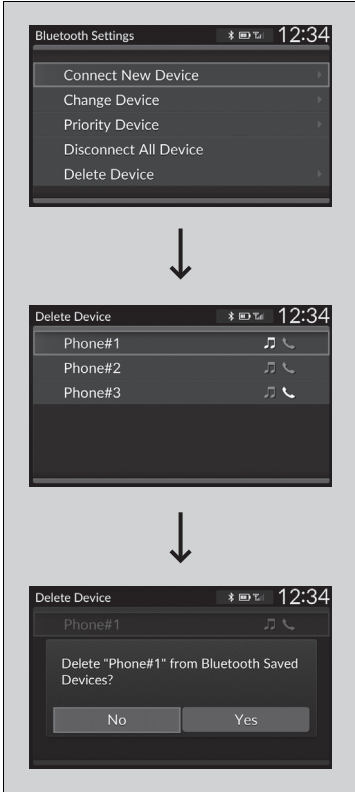 Bluetooth Settings 12:34
Connect New Device
Change Device
Priority Device
Disconnect All Device
Delete Device
Delete Device 12:34
Phone#1
Phone#2
Phone#3
Delete Device 12:34
Phone#1
Delete "Phone#1" from Bluetooth Saved
Devices?
No Yes